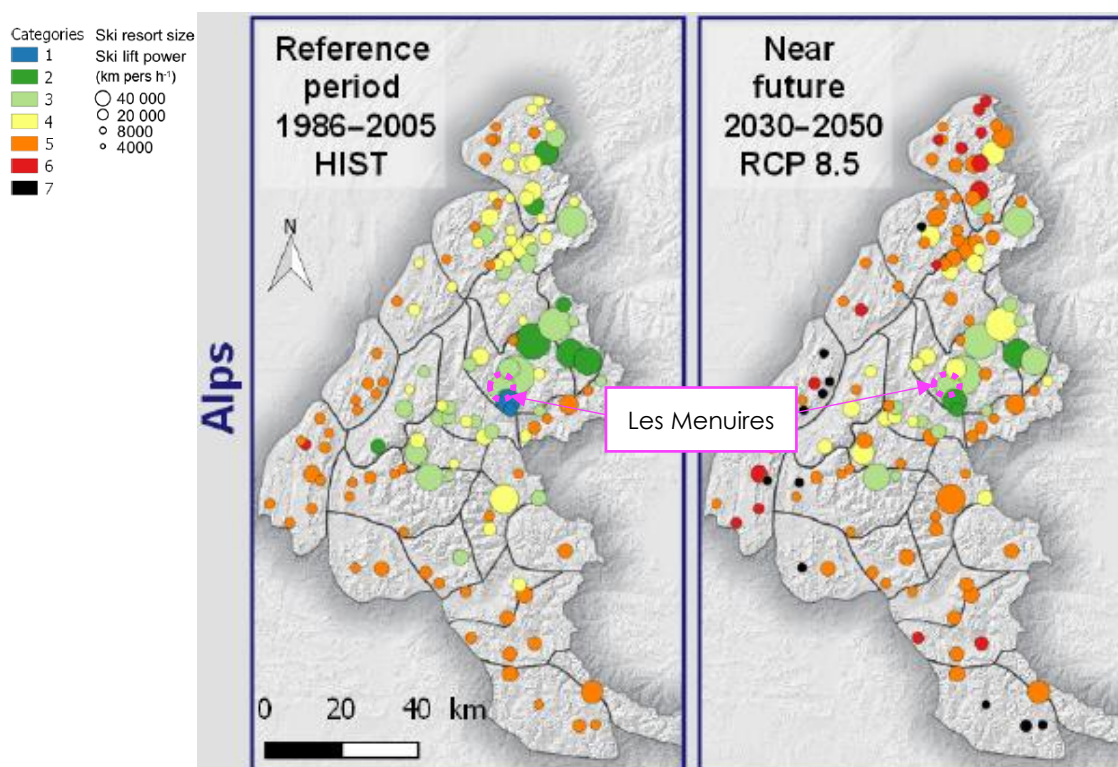 Categories
1
2
3
4
5
6
7
Ski resort size
Ski lift power
(km pers h⁻¹)
40 000
20 000
8000
4000
Alps
Reference
period
1986–2005
HIST
N
0 20 40 km
Near
future
2030–2050
RCP 8.5
Les Menuires